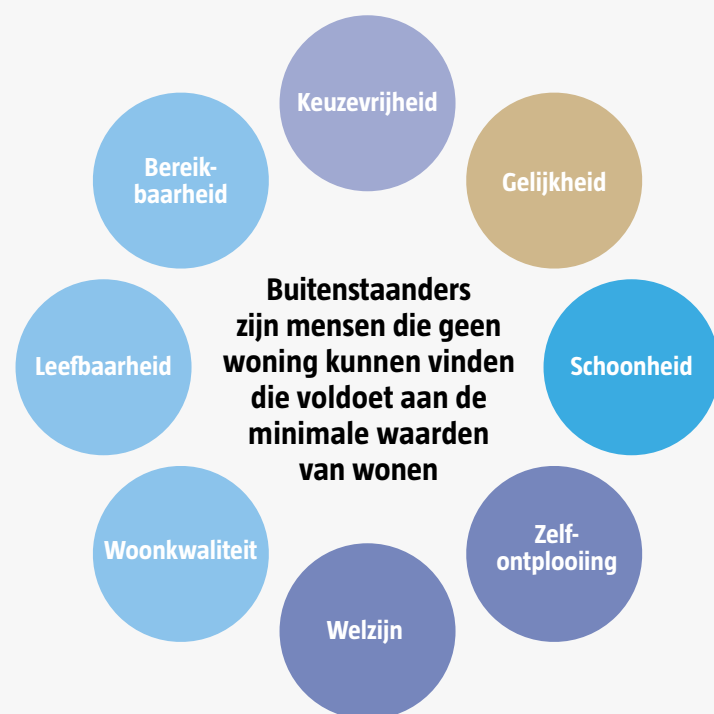 Keuzevrijheid
Gelijkheid
Schoonheid
Zelf-
ontplooiing
Welzijn
Woonkwaliteit
Leefbaarheid
Bereik-
baarheid
Buitenstaanders
zijn mensen die geen
woning kunnen vinden
die voldoet aan de
minimale waarden
van wonen